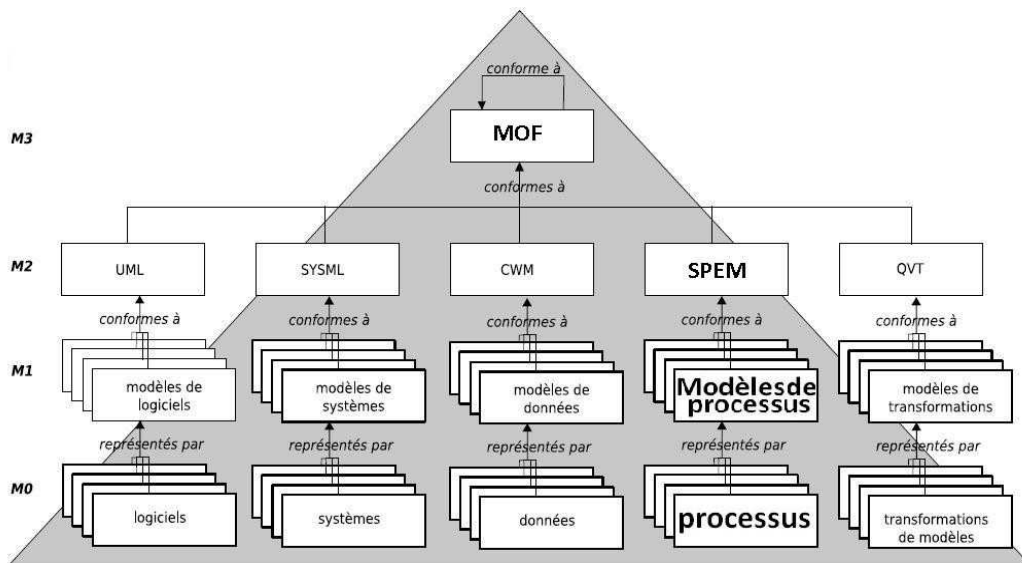 conforme à
M3
MOF
conformes à
M2
UML
SYSML
CWM
SPEM
QVT
conformes à
conformes à
conformes à
conformes à
conformes à
M1
modèles de
logiciels
modèles de
systèmes
modèles de
données
Modèlesde
processus
modèles de
transformations
représentés par
représentés par
représentés par
représentés par
représentés par
M0
logiciels
systèmes
données
processus
transformations
de modèles